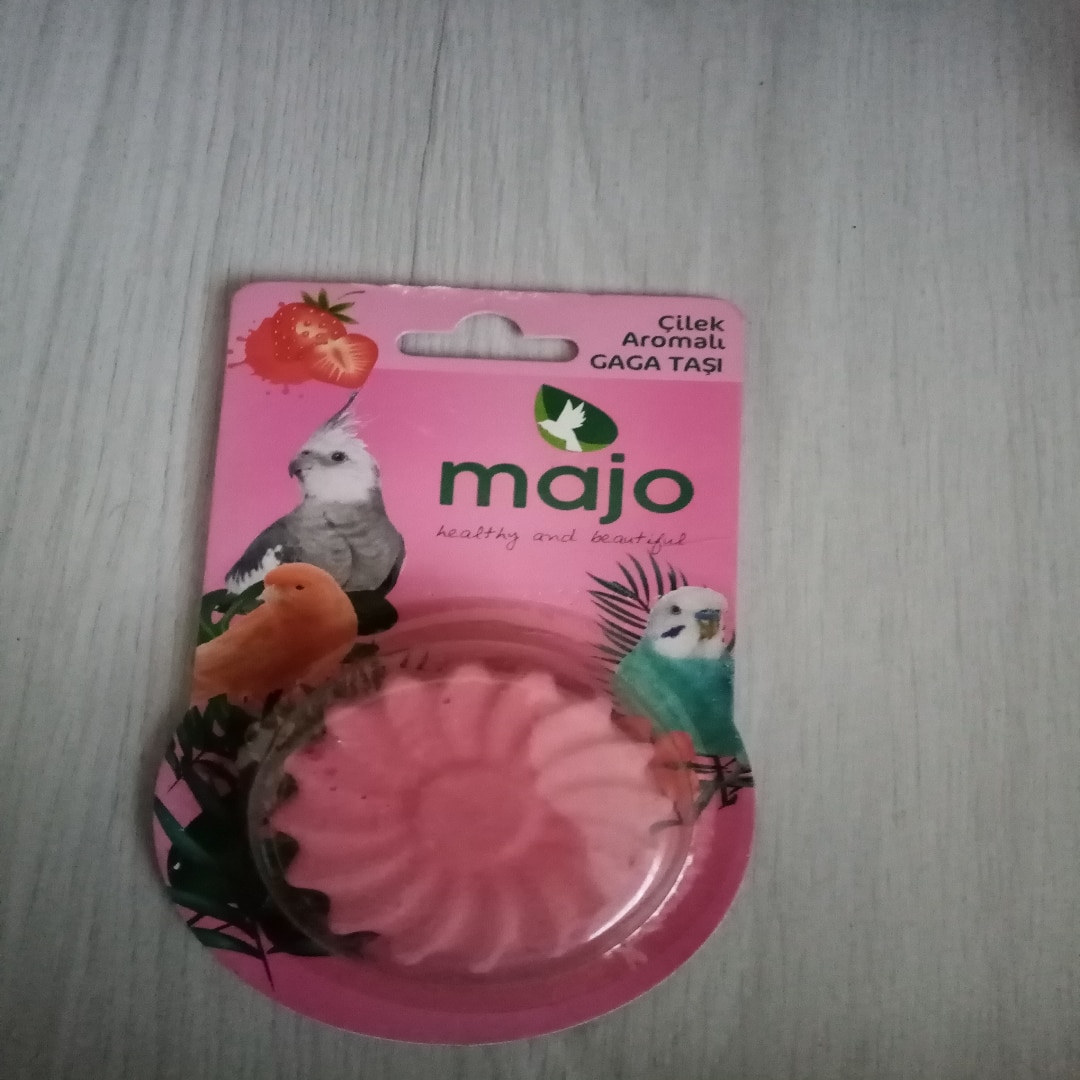 Çilek
Aromalı
GAGA TAŞI
majo
healthy and beautiful